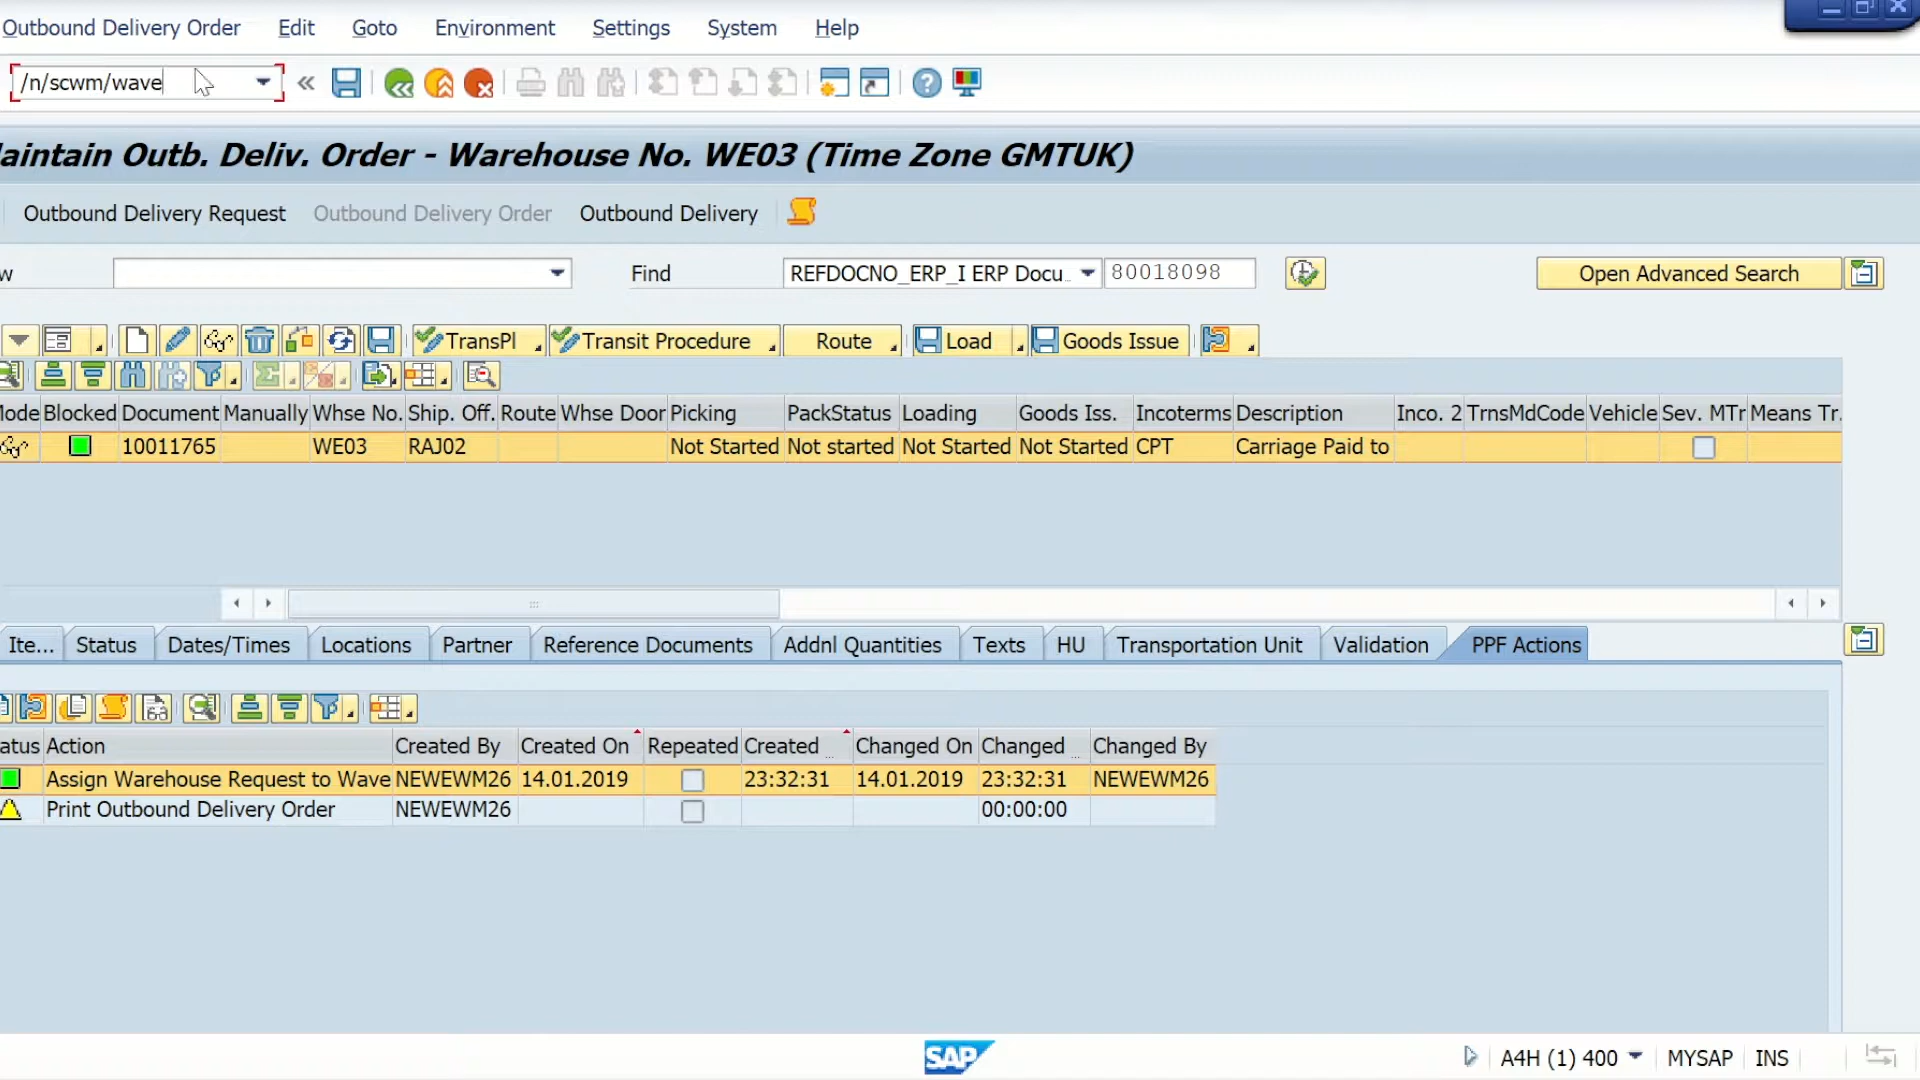 Outbound Delivery Order Edit Goto Environment Settings System Help
/n/scwm/wave
aintain Outb. Deliv. Order - Warehouse No. WE03 (Time Zone GMTUK)
Outbound Delivery Request Outbound Delivery Order Outbound Delivery
w Find REFDOCNO_ERP_I ERP Docu.. 80018098 Open Advanced Search
TransPl Transit Procedure Route Load Goods Issue
Mode Blocked Document Manually Whse No. Ship. Off. Route Whse Door Picking PackStatus Loading Goods Iss. Incoterms Description Inco. 2 TrnsMdCode Vehicle Sev. MTr Means Tr.
10011765 WE03 RAJ02 Not Started Not started Not Started Not Started CPT Carriage Paid to
Ite... Status Dates/Times Locations Partner Reference Documents Addnl Quantities Texts HU Transportation Unit Validation PPF Actions
atus Action Created By Created On Repeated Created ... Changed On Changed ... Changed By
Assign Warehouse Request to Wave NEWEWM26 14.01.2019 23:32:31 14.01.2019 23:32:31 NEWEWM26
Print Outbound Delivery Order NEWEWM26 00:00:00
SAP A4H (1) 400 MYSAP INS